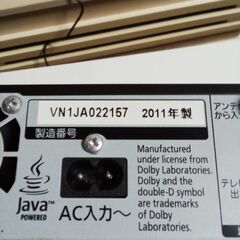 VN1JA022157 2011年製
製造番号
アンテ
から入
Manufactured
under license from
Dolby Laboratories.
Dolby and the
double-D symbol
are trademarks
of Dolby
Laboratories.
Java
POWERED
AC入力～
テレ
出